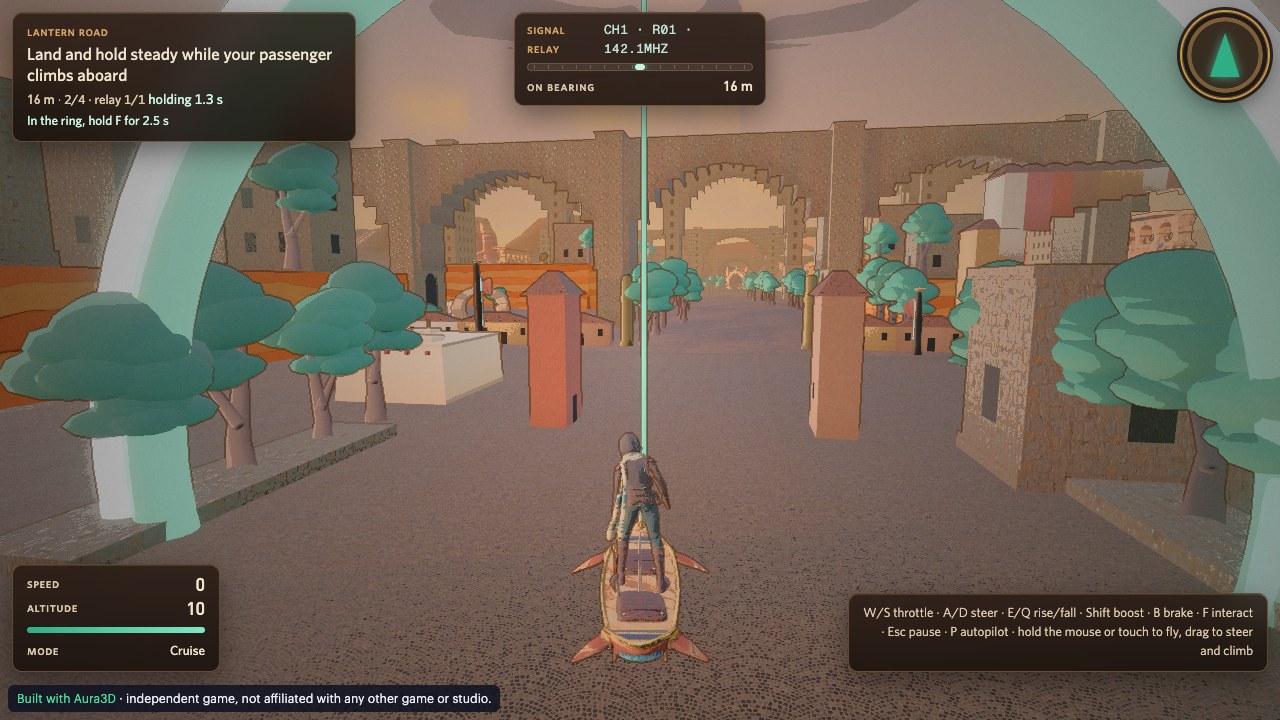 LANTERN ROAD
Land and hold steady while your passenger
climbs aboard
16 m · 2/4 · relay 1/1 holding 1.3 s
In the ring, hold F for 2.5 s
SIGNAL RELAY
CH1 · R01 ·
142.1MHZ
ON BEARING 16 m
SPEED 0
ALTITUDE 10
MODE Cruise
W/S throttle · A/D steer · E/Q rise/fall · Shift boost · B brake · F interact
· Esc pause · P autopilot · hold the mouse or touch to fly, drag to steer
and climb
Built with Aura3D · independent game, not affiliated with any other game or studio.